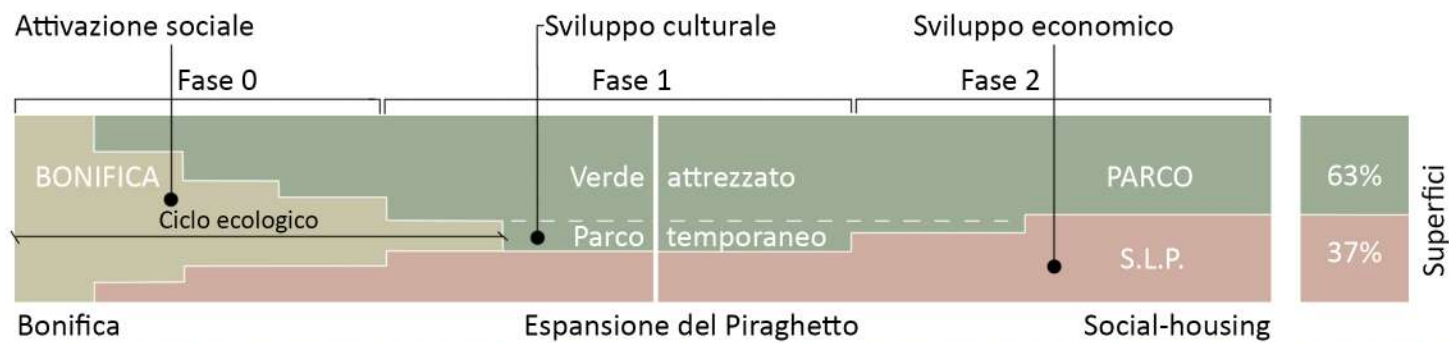 Attivazione sociale
Sviluppo culturale
Sviluppo economico
Fase 0
Fase 1
Fase 2
BONIFICA
Verde attrezzato
PARCO
63%
Ciclo ecologico
Parco temporaneo
S.L.P.
37%
Superfici
Bonifica
Espansione del Piraghetto
Social-housing